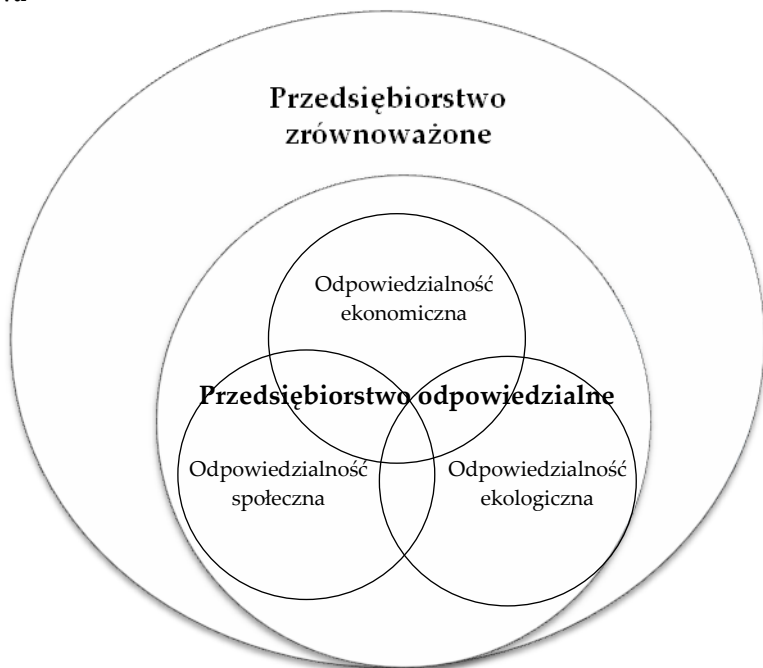 Przedsiębiorstwo
zrównoważone
Odpowiedzialność
ekonomiczna
Przedsiębiorstwo odpowiedzialne
Odpowiedzialność
społeczna
Odpowiedzialność
ekologiczna